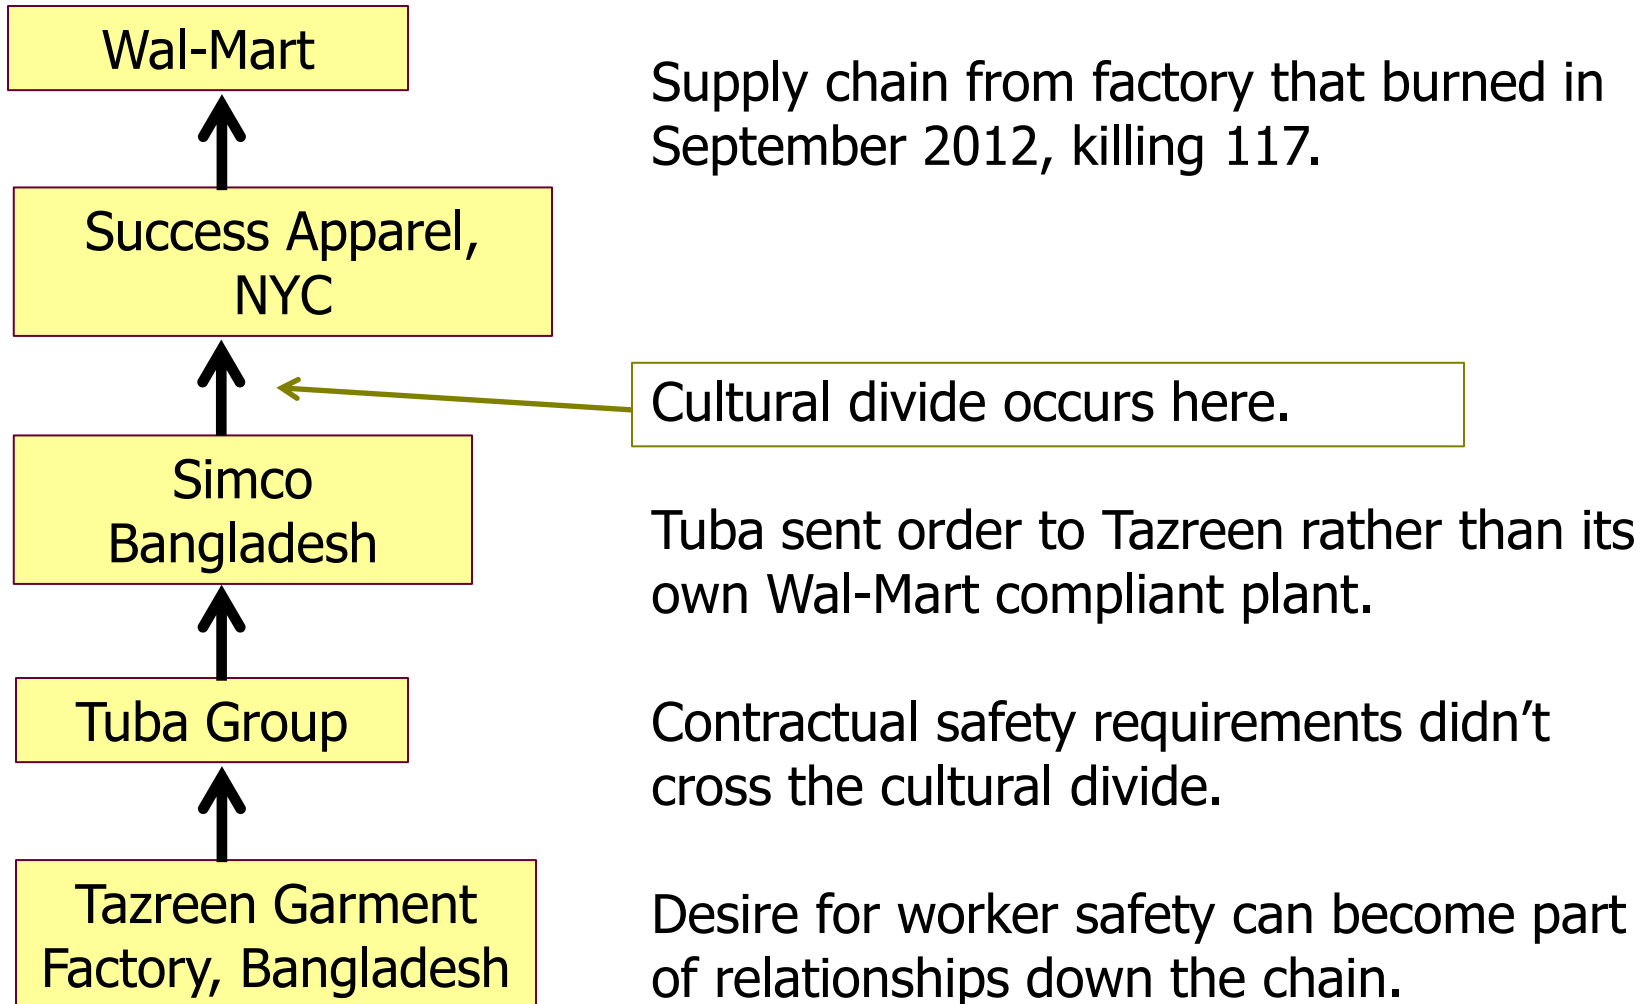 Wal-Mart
Success Apparel,
NYC
Simco
Bangladesh
Tuba Group
Tazreen Garment
Factory, Bangladesh
Supply chain from factory that burned in
September 2012, killing 117.
Cultural divide occurs here.
Tuba sent order to Tazreen rather than its
own Wal-Mart compliant plant.
Contractual safety requirements didn’t
cross the cultural divide.
Desire for worker safety can become part
of relationships down the chain.